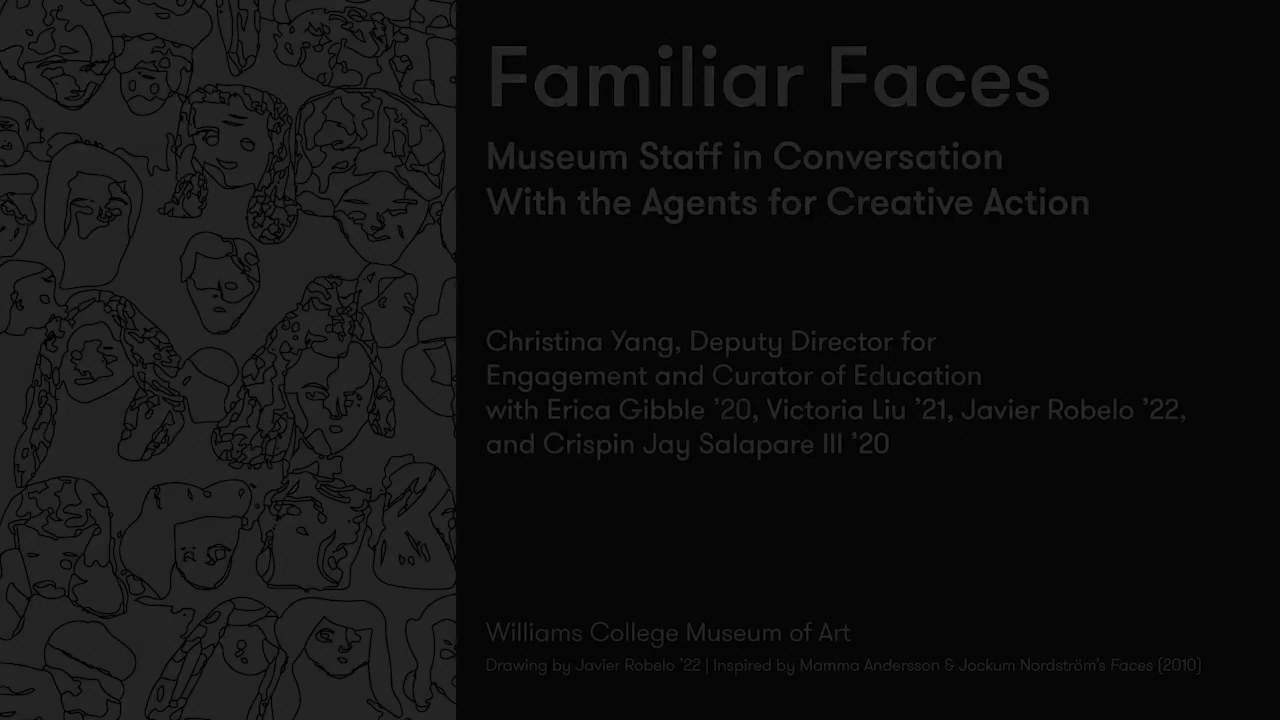 Familiar Faces
Museum Staff in Conversation
With the Agents for Creative Action
Christina Yang, Deputy Director for
Engagement and Curator of Education
with Erica Gibble ’20, Victoria Liu ’21, Javier Robelo ’22,
and Crispin Jay Salapare III ’20
Williams College Museum of Art
Drawing by Javier Robelo ’22 | Inspired by Mamma Andersson & Jockum Nordström’s Faces (2010)